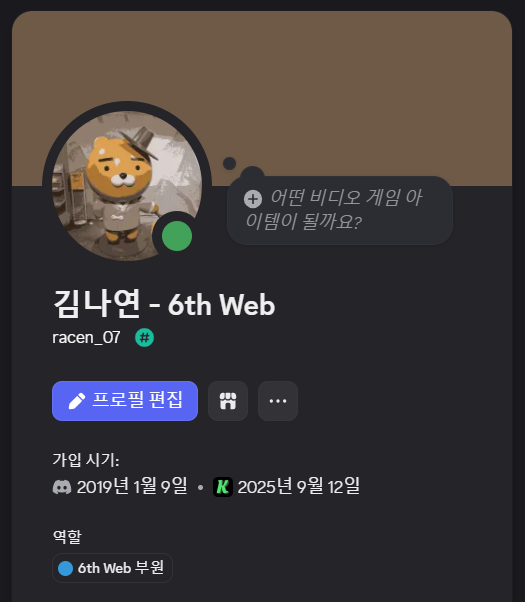 어떤 비디오 게임 아
이템이 될까요?
김나연 - 6th Web
racen_07 #
프로필 편집
가입 시기:
2019년 1월 9일 • K 2025년 9월 12일
역할
6th Web 부원